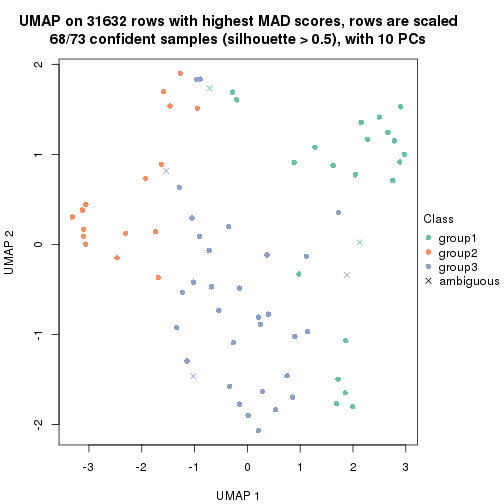 UMAP on 31632 rows with highest MAD scores, rows are scaled
68/73 confident samples (silhouette > 0.5), with 10 PCs
2
1
0
-1
-2
UMAP 2
-3
-2
-1
0
1
2
3
UMAP 1
Class
group1
group2
group3
ambiguous